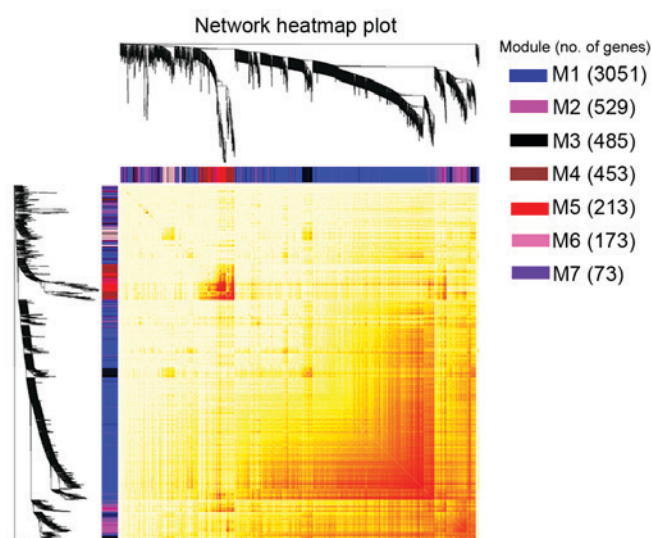 Network heatmap plot
Module (no. of genes)
M1 (3051)
M2 (529)
M3 (485)
M4 (453)
M5 (213)
M6 (173)
M7 (73)